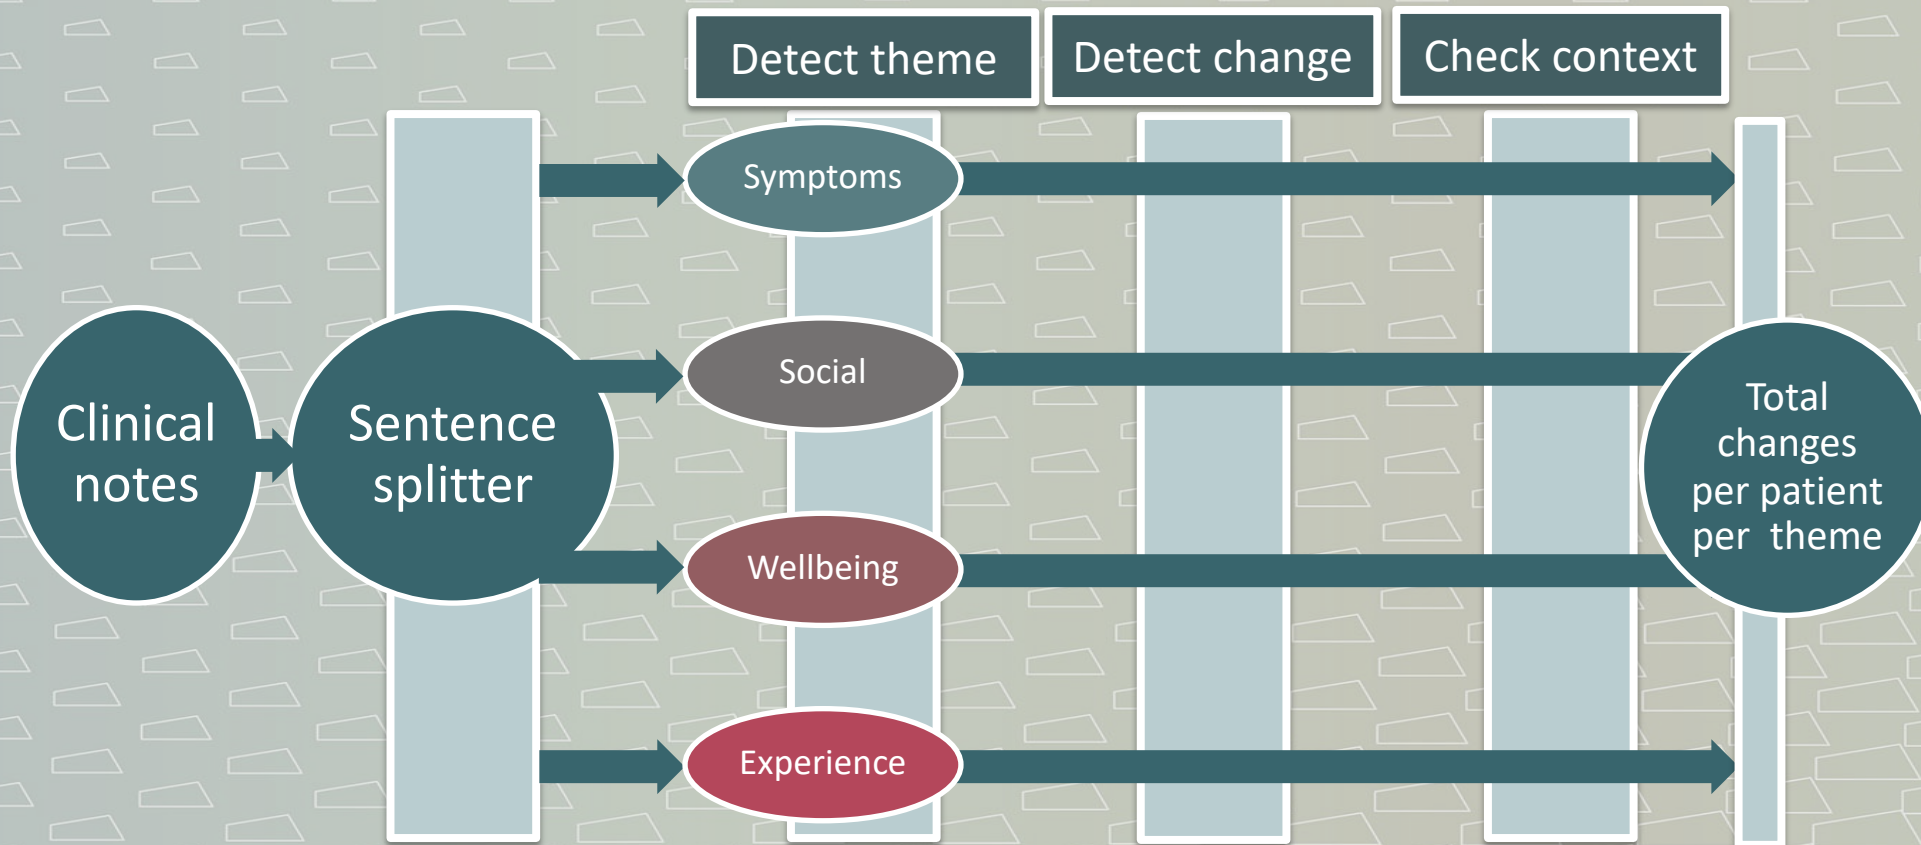 Detect theme
Detect change
Check context
Symptoms
Social
Clinical
notes
Sentence
splitter
Total
changes
per patient
per theme
Wellbeing
Experience